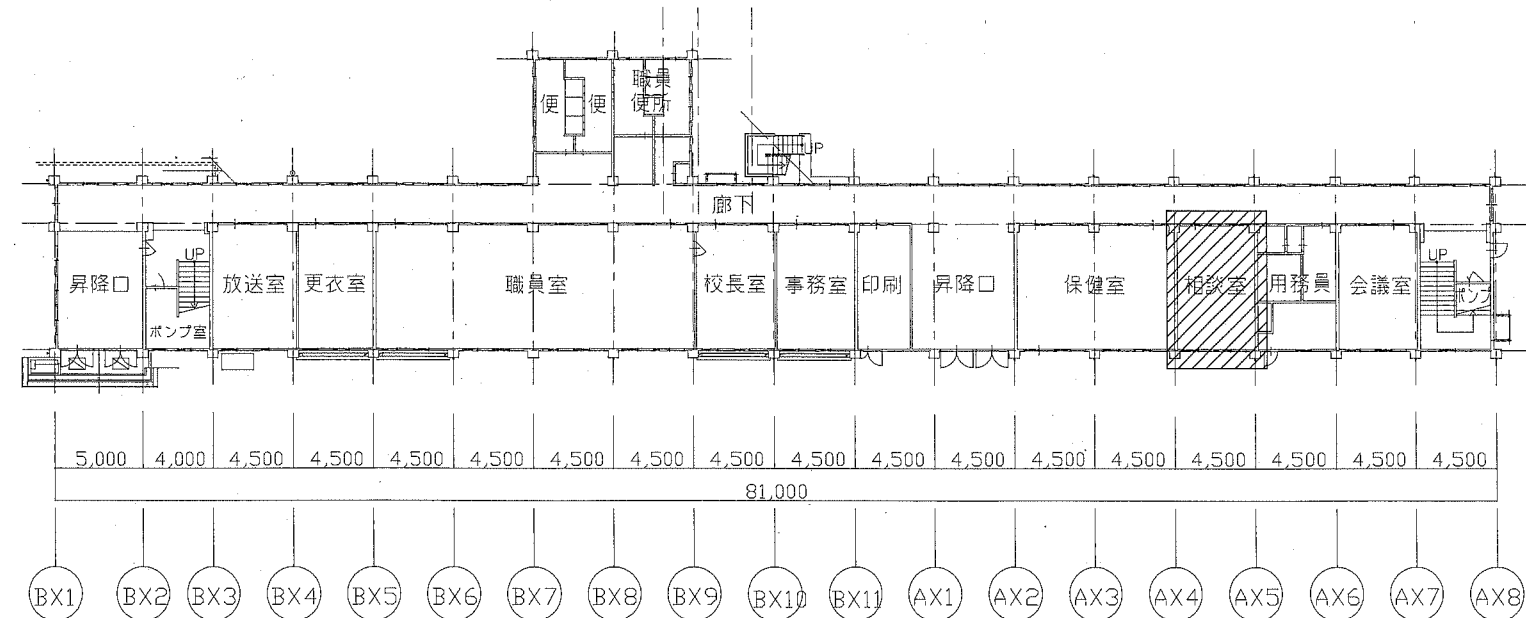 職員
便 便 便所
UP
廊下
昇降口 UP 放送室 更衣室 職員室 校長室 事務室 印刷 昇降口 保健室 相談室 用務員 会議室 UP ポンプ
ポンプ室
5,000 4,000 4,500 4,500 4,500 4,500 4,500 4,500 4,500 4,500 4,500 4,500 4,500 4,500 4,500 4,500 4,500 4,500
81,000
BX1 BX2 BX3 BX4 BX5 BX6 BX7 BX8 BX9 BX10 BX11 AX1 AX2 AX3 AX4 AX5 AX6 AX7 AX8